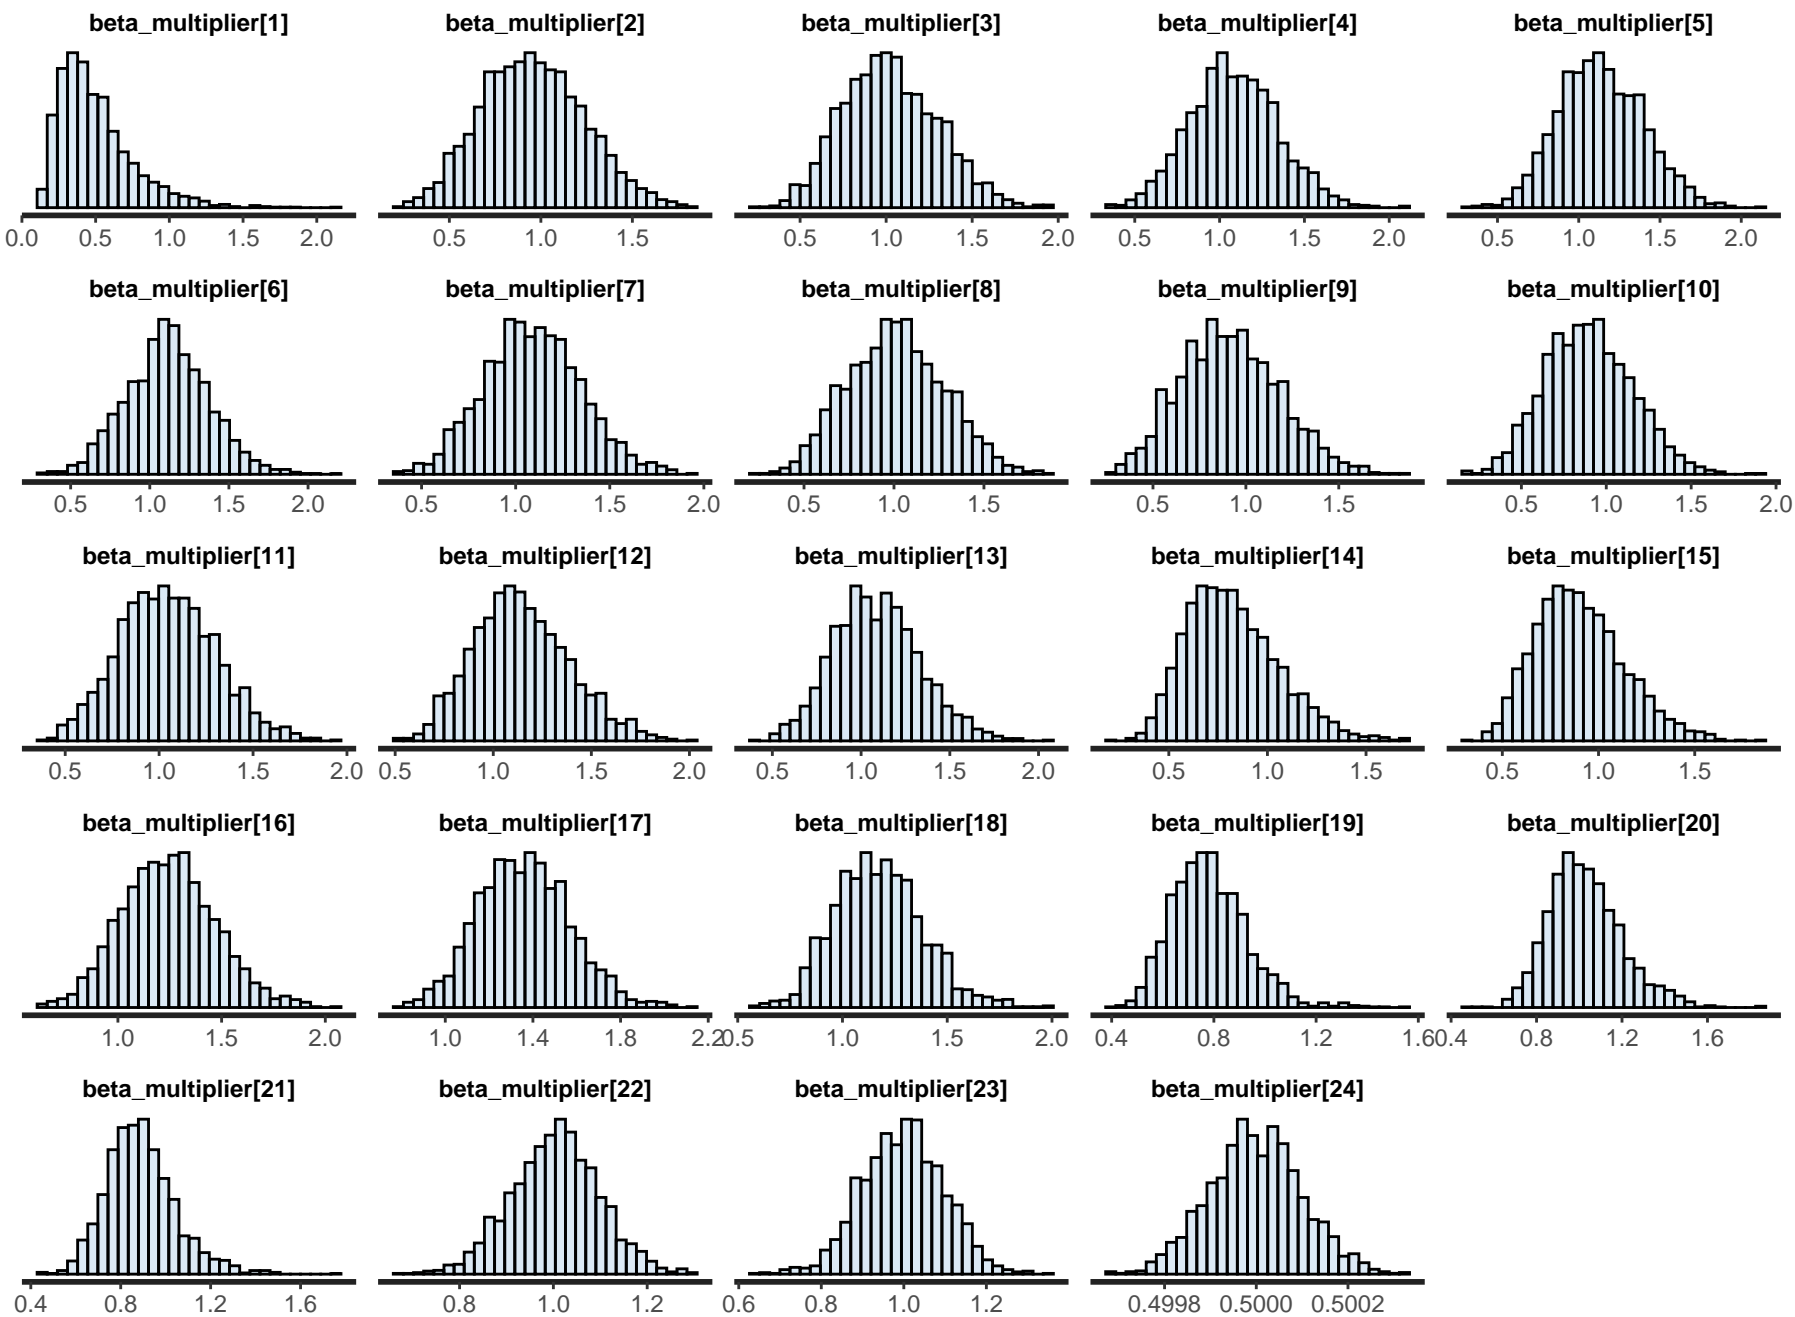 beta_multiplier[1] beta_multiplier[2] beta_multiplier[3] beta_multiplier[4] beta_multiplier[5]
0.0 0.5 1.0 1.5 2.0 0.5 1.0 1.5 0.5 1.0 1.5 2.0 0.5 1.0 1.5 2.0 0.5 1.0 1.5 2.0
beta_multiplier[6] beta_multiplier[7] beta_multiplier[8] beta_multiplier[9] beta_multiplier[10]
0.5 1.0 1.5 2.0 0.5 1.0 1.5 2.0 0.5 1.0 1.5 0.5 1.0 1.5 0.5 1.0 1.5 2.0
beta_multiplier[11] beta_multiplier[12] beta_multiplier[13] beta_multiplier[14] beta_multiplier[15]
0.5 1.0 1.5 2.0 0.5 1.0 1.5 2.0 0.5 1.0 1.5 2.0 0.5 1.0 1.5 0.5 1.0 1.5
beta_multiplier[16] beta_multiplier[17] beta_multiplier[18] beta_multiplier[19] beta_multiplier[20]
1.0 1.5 2.0 1.0 1.4 1.8 2.2 0.5 1.0 1.5 2.0 0.4 0.8 1.2 1.6 0.4 0.8 1.2 1.6
beta_multiplier[21] beta_multiplier[22] beta_multiplier[23] beta_multiplier[24]
0.4 0.8 1.2 1.6 0.8 1.0 1.2 0.6 0.8 1.0 1.2 0.4998 0.5000 0.5002